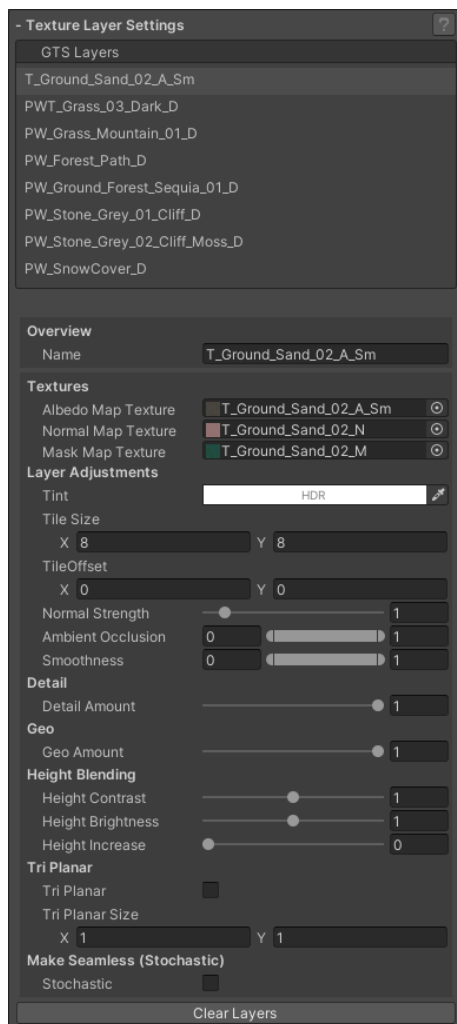 - Texture Layer Settings ?
GTS Layers
T_Ground_Sand_02_A_Sm
PWT_Grass_03_Dark_D
PW_Grass_Mountain_01_D
PW_Forest_Path_D
PW_Ground_Forest_Sequia_01_D
PW_Stone_Grey_01_Cliff_D
PW_Stone_Grey_02_Cliff_Moss_D
PW_SnowCover_D
Overview
Name T_Ground_Sand_02_A_Sm
Textures
Albedo Map Texture T_Ground_Sand_02_A_Sm
Normal Map Texture T_Ground_Sand_02_N
Mask Map Texture T_Ground_Sand_02_M
Layer Adjustments
Tint HDR
Tile Size
X 8 Y 8
TileOffset
X 0 Y 0
Normal Strength 1
Ambient Occlusion 0 1
Smoothness 0 1
Detail
Detail Amount 1
Geo
Geo Amount 1
Height Blending
Height Contrast 1
Height Brightness 1
Height Increase 0
Tri Planar
Tri Planar
Tri Planar Size
X 1 Y 1
Make Seamless (Stochastic)
Stochastic
Clear Layers